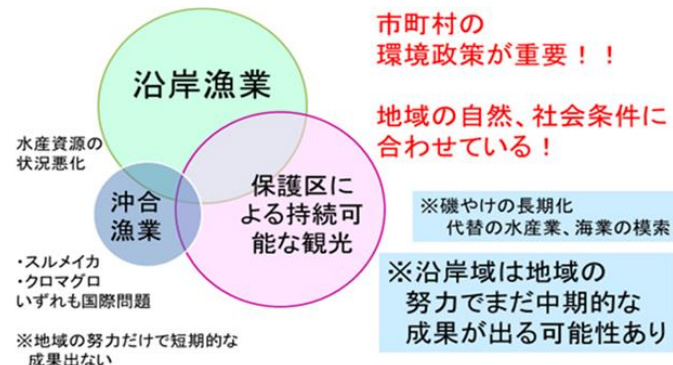 沿岸漁業
水産資源の
状況悪化
沖合
漁業
保護区に
よる持続可
能な観光
・スルメイカ
・クロマグロ
いずれも国際問題
※地域の努力だけで短期的な
成果出ない
市町村の
環境政策が重要！！
地域の自然、社会条件に
合わせている！
※磯やけの長期化
代替の水産業、海業の模索
※沿岸域は地域の
努力でまだ中期的な
成果が出る可能性あり